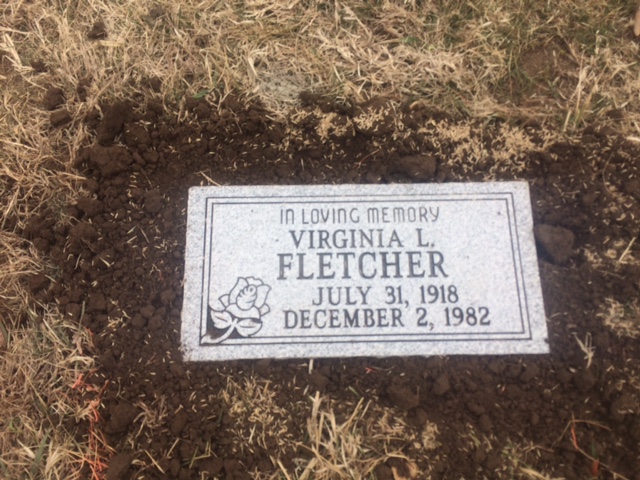 IN LOVING MEMORY
VIRGINIA L.
FLETCHER
JULY 31, 1918
DECEMBER 2, 1982